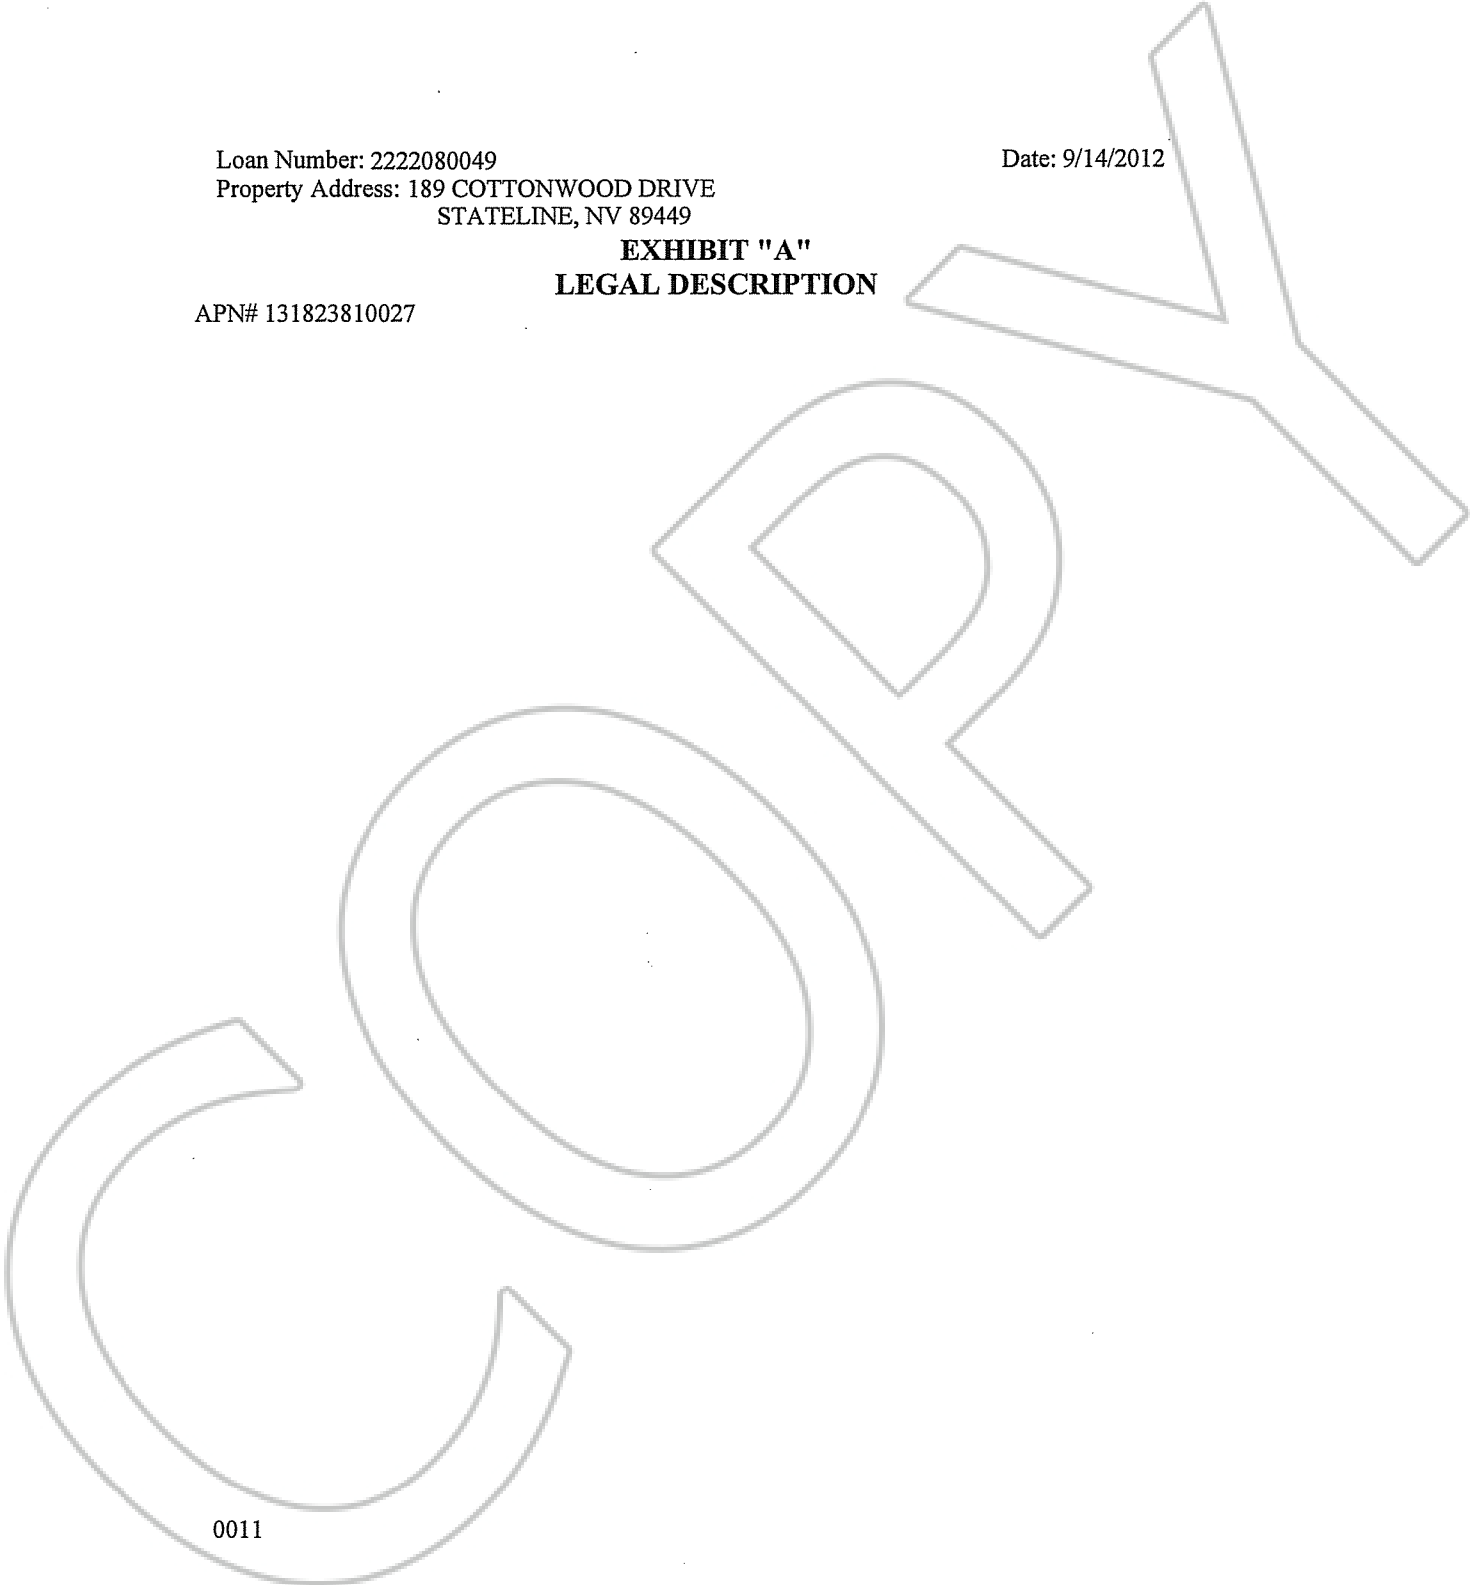 Loan Number: 2222080049
Date: 9/14/2012
Property Address: 189 COTTONWOOD DRIVE
STATELINE, NV 89449
EXHIBIT "A"
LEGAL DESCRIPTION
APN# 131823810027
COPY
0011